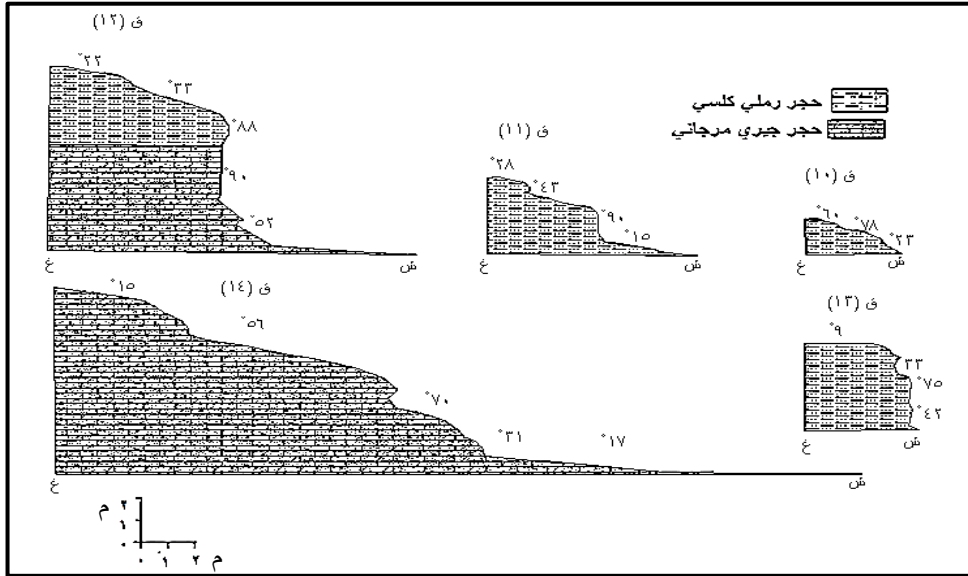 ق (١٢)
°٢٢
°٣٣
°٨٨
°٩٠
°٥٢
غ
ش
حجر رملي كلسي
حجر جيري مرجاني
ق (١١)
°٢٨
°٤٣
°٩٠
°١٥
غ
ش
ق (١٠)
°٦٠
°٧٨
°٢٣
غ
ش
ق (١٤)
°١٥
°٥٦
°٧٠
°٣١
°١٧
غ
ش
ق (١٣)
°٩
°٣٣
°٧٥
°٤٢
غ
ش
م ٢
١
٠
٠ ١ ٢ م